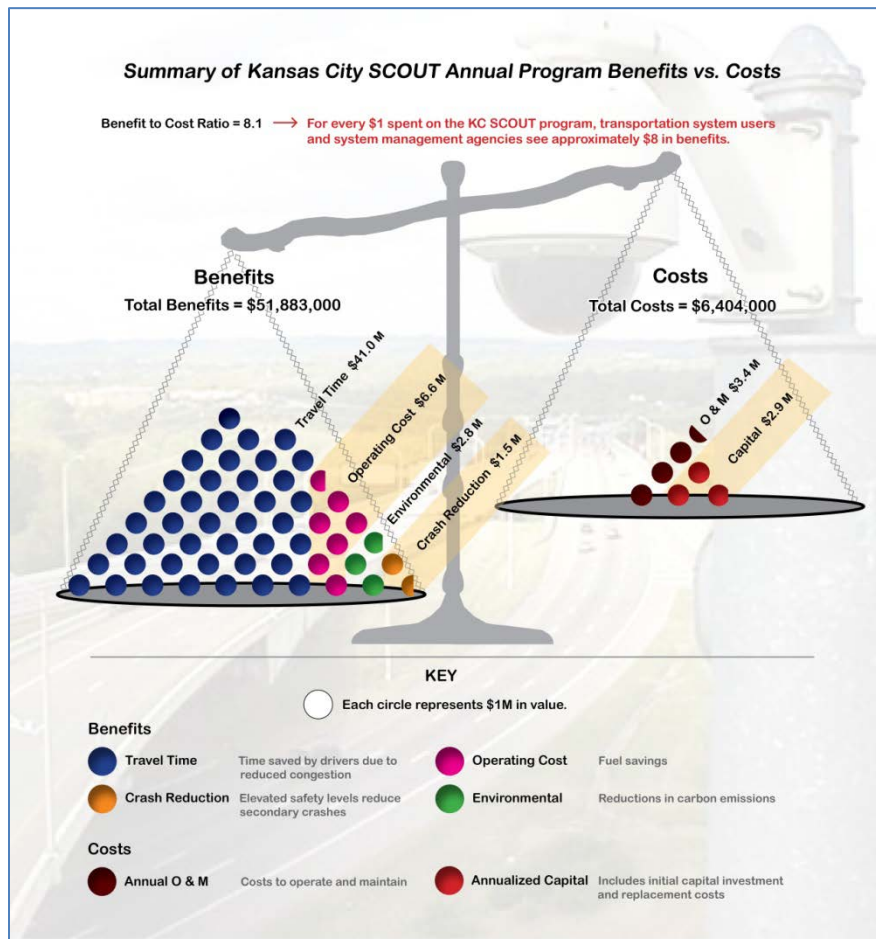 Summary of Kansas City SCOUT Annual Program Benefits vs. Costs
Benefit to Cost Ratio = 8.1
For every $1 spent on the KC SCOUT program, transportation system users
and system management agencies see approximately $8 in benefits.
Benefits
Total Benefits = $51,883,000
Costs
Total Costs = $6,404,000
Travel Time $41.0 M
Operating Cost $6.6 M
Environmental $2.8 M
Crash Reduction $1.5 M
O & M $3.4 M
Capital $2.9 M
KEY
Each circle represents $1M in value.
Benefits
Travel Time
Time saved by drivers due to
reduced congestion
Operating Cost
Fuel savings
Crash Reduction
Elevated safety levels reduce
secondary crashes
Environmental
Reductions in carbon emissions
Costs
Annual O & M
Costs to operate and maintain
Annualized Capital
Includes initial capital investment
and replacement costs